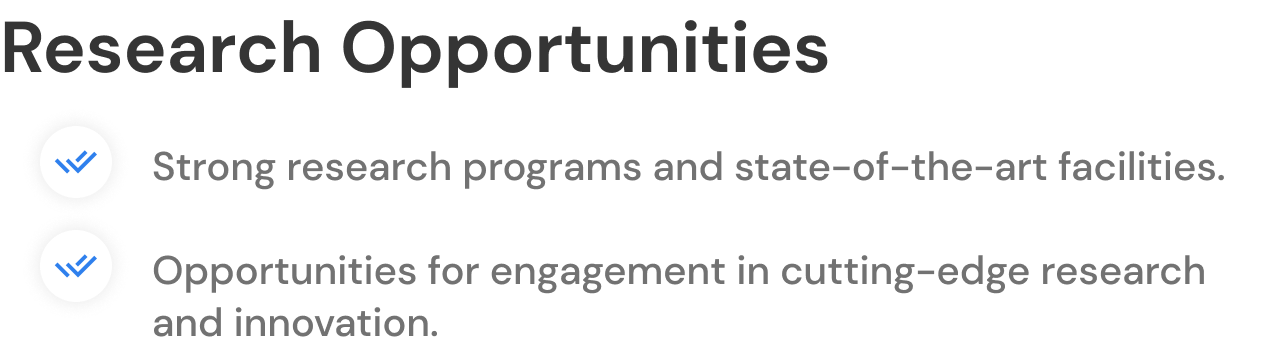 Research Opportunities
Strong research programs and state-of-the-art facilities.
Opportunities for engagement in cutting-edge research
and innovation.